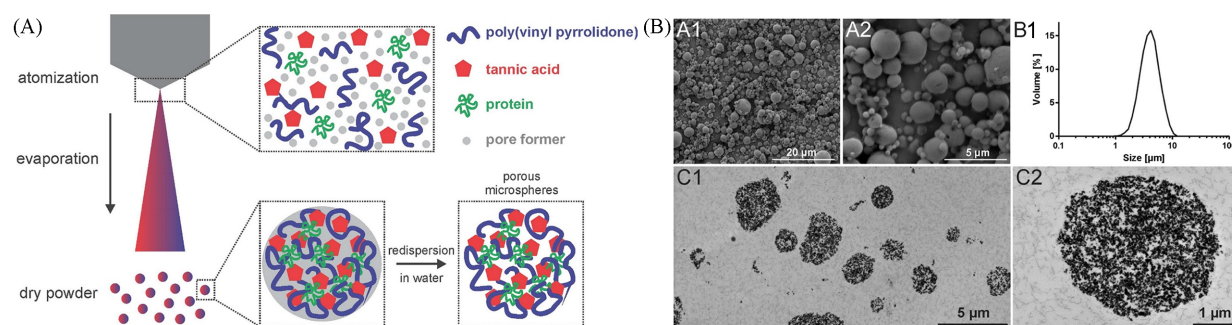 (A)
atomization
evaporation
dry powder
poly(vinyl pyrrolidone)
tannic acid
protein
pore former
redispersion
in water
porous
microspheres
(B)
A1
20 µm
A2
5 µm
B1
Volume [%]
15
10
5
0
0.1
1
10
Size [µm]
C1
5 µm
C2
1 µm